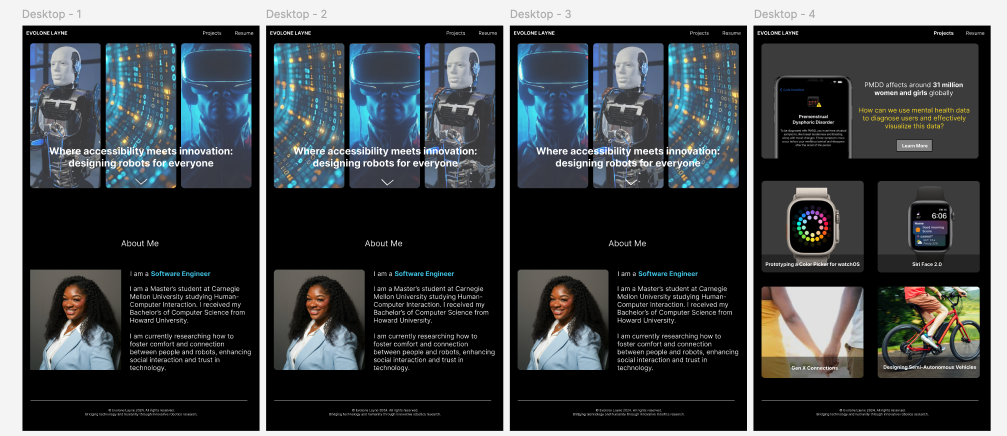 Desktop - 1
EVOLONE LAYNE
Projects
Resume
Where accessibility meets innovation:
designing robots for everyone
About Me
I am a Software Engineer
I am a Master's student at Carnegie
Mellon University studying Human-
Computer Interaction. I received my
Bachelor's of Computer Science from
Howard University.
I am currently researching how to
foster comfort and connection
between people and robots, enhancing
social interaction and trust in
technology.
© Evolone Layne 2024. All rights reserved.
Bridging technology and humanity through innovative robotics research.
Desktop - 2
EVOLONE LAYNE
Projects
Resume
Where accessibility meets innovation:
designing robots for everyone
About Me
I am a Software Engineer
I am a Master's student at Carnegie
Mellon University studying Human-
Computer Interaction. I received my
Bachelor's of Computer Science from
Howard University.
I am currently researching how to
foster comfort and connection
between people and robots, enhancing
social interaction and trust in
technology.
© Evolone Layne 2024. All rights reserved.
Bridging technology and humanity through innovative robotics research.
Desktop - 3
EVOLONE LAYNE
Projects
Resume
Where accessibility meets innovation:
designing robots for everyone
About Me
I am a Software Engineer
I am a Master's student at Carnegie
Mellon University studying Human-
Computer Interaction. I received my
Bachelor's of Computer Science from
Howard University.
I am currently researching how to
foster comfort and connection
between people and robots, enhancing
social interaction and trust in
technology.
© Evolone Layne 2024. All rights reserved.
Bridging technology and humanity through innovative robotics research.
Desktop - 4
EVOLONE LAYNE
Projects
Resume
Premenstrual
Dysphoric Disorder
PMDD affects around 31 million
women and girls globally
How can we use mental health data
to diagnose users and effectively
visualize this data?
Learn More
Prototyping a Color Picker for watchOS
6:06
Siri Face 2.0
Gen X Connections
Designing Semi-Autonomous Vehicles
© Evolone Layne 2024. All rights reserved.
Bridging technology and humanity through innovative robotics research.